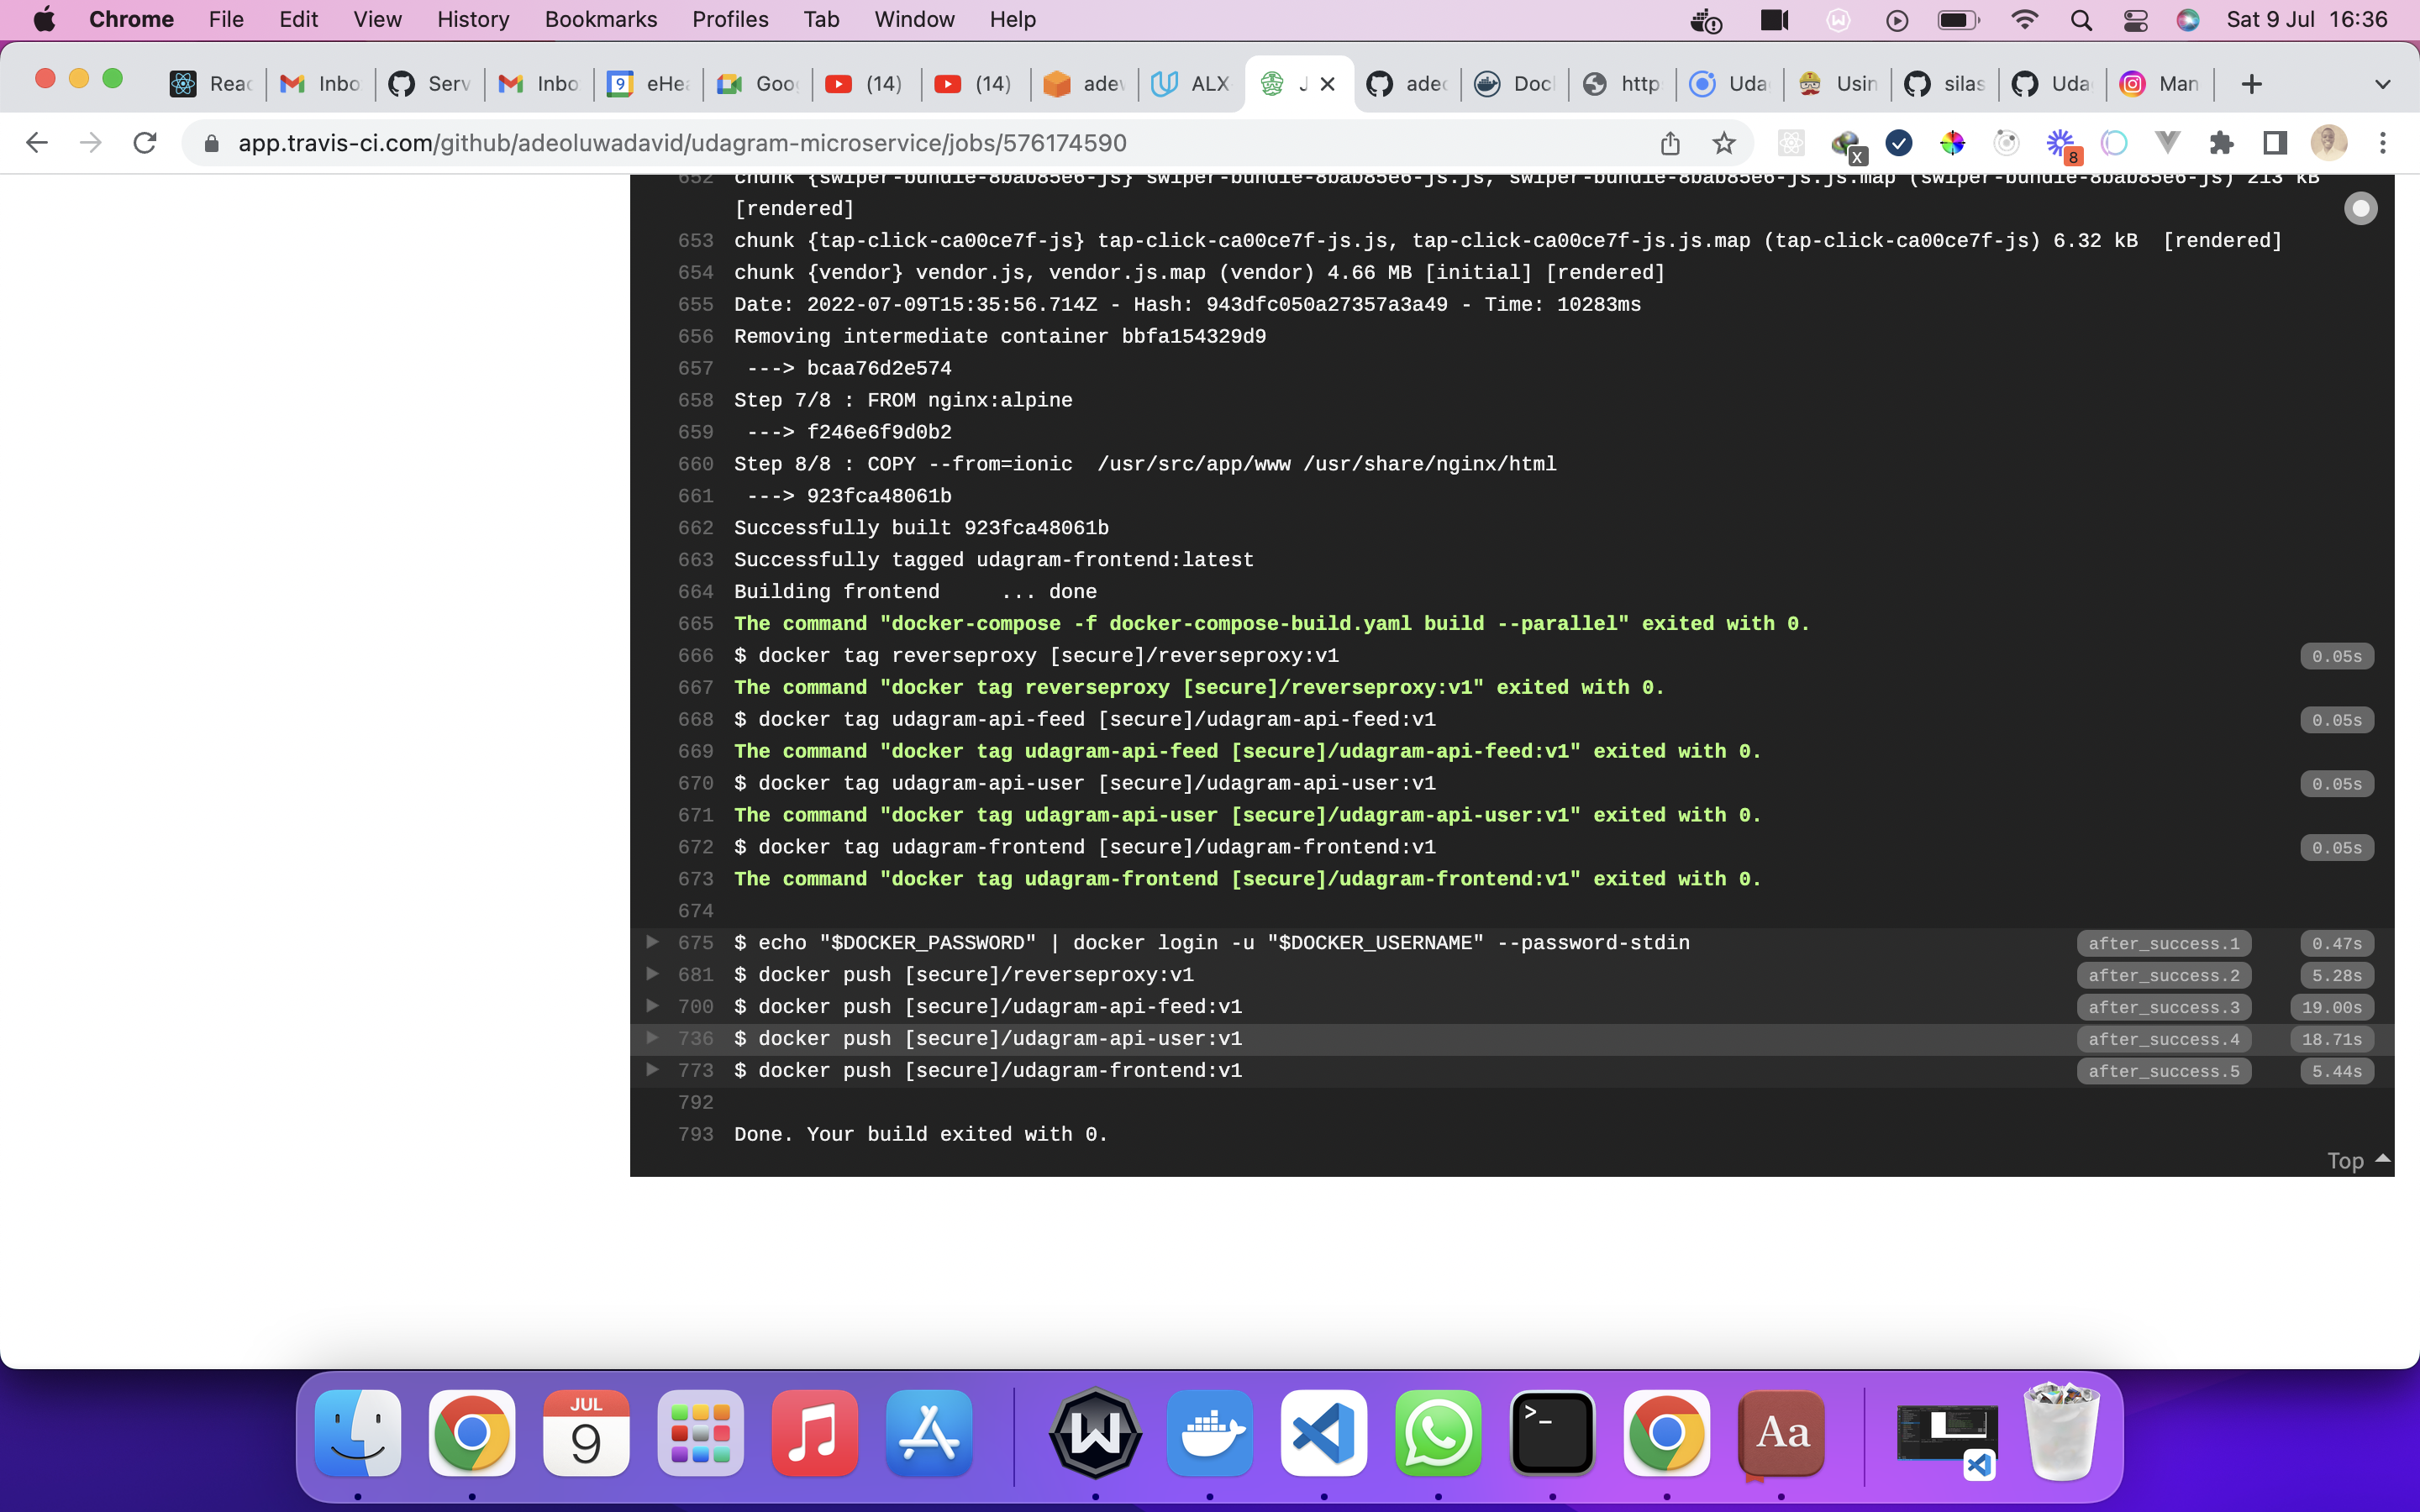 Chrome File Edit View History Bookmarks Profiles Tab Window Help Sat 9 Jul 16:36
Reac Inbo Serv Inbo 9 eHea Goo (14) (14) adev ALX J adeo Doc http Uda Usin silas Uda Man
app.travis-ci.com/github/adeoluwadavid/udagram-microservice/jobs/576174590 X 8
652 chunk {swiper-bundle-8bab85e6-js} swiper-bundle-8bab85e6-js.js, swiper-bundle-8bab85e6-js.js.map (swiper-bundle-8bab85e6-js) 213 kB
[rendered]
653 chunk {tap-click-ca00ce7f-js} tap-click-ca00ce7f-js.js, tap-click-ca00ce7f-js.js.map (tap-click-ca00ce7f-js) 6.32 kB [rendered]
654 chunk {vendor} vendor.js, vendor.js.map (vendor) 4.66 MB [initial] [rendered]
655 Date: 2022-07-09T15:35:56.714Z - Hash: 943dfc050a27357a3a49 - Time: 10283ms
656 Removing intermediate container bbfa154329d9
657 ---> bcaa76d2e574
658 Step 7/8 : FROM nginx:alpine
659 ---> f246e6f9d0b2
660 Step 8/8 : COPY --from=ionic /usr/src/app/www /usr/share/nginx/html
661 ---> 923fca48061b
662 Successfully built 923fca48061b
663 Successfully tagged udagram-frontend:latest
664 Building frontend ... done
665 The command "docker-compose -f docker-compose-build.yaml build --parallel" exited with 0.
666 $ docker tag reverseproxy [secure]/reverseproxy:v1 0.05s
667 The command "docker tag reverseproxy [secure]/reverseproxy:v1" exited with 0.
668 $ docker tag udagram-api-feed [secure]/udagram-api-feed:v1 0.05s
669 The command "docker tag udagram-api-feed [secure]/udagram-api-feed:v1" exited with 0.
670 $ docker tag udagram-api-user [secure]/udagram-api-user:v1 0.05s
671 The command "docker tag udagram-api-user [secure]/udagram-api-user:v1" exited with 0.
672 $ docker tag udagram-frontend [secure]/udagram-frontend:v1 0.05s
673 The command "docker tag udagram-frontend [secure]/udagram-frontend:v1" exited with 0.
674
675 $ echo "$DOCKER_PASSWORD" | docker login -u "$DOCKER_USERNAME" --password-stdin after_success.1 0.47s
681 $ docker push [secure]/reverseproxy:v1 after_success.2 5.28s
700 $ docker push [secure]/udagram-api-feed:v1 after_success.3 19.00s
736 $ docker push [secure]/udagram-api-user:v1 after_success.4 18.71s
773 $ docker push [secure]/udagram-frontend:v1 after_success.5 5.44s
792
793 Done. Your build exited with 0.
Top
JUL
9
W
>_
Aa